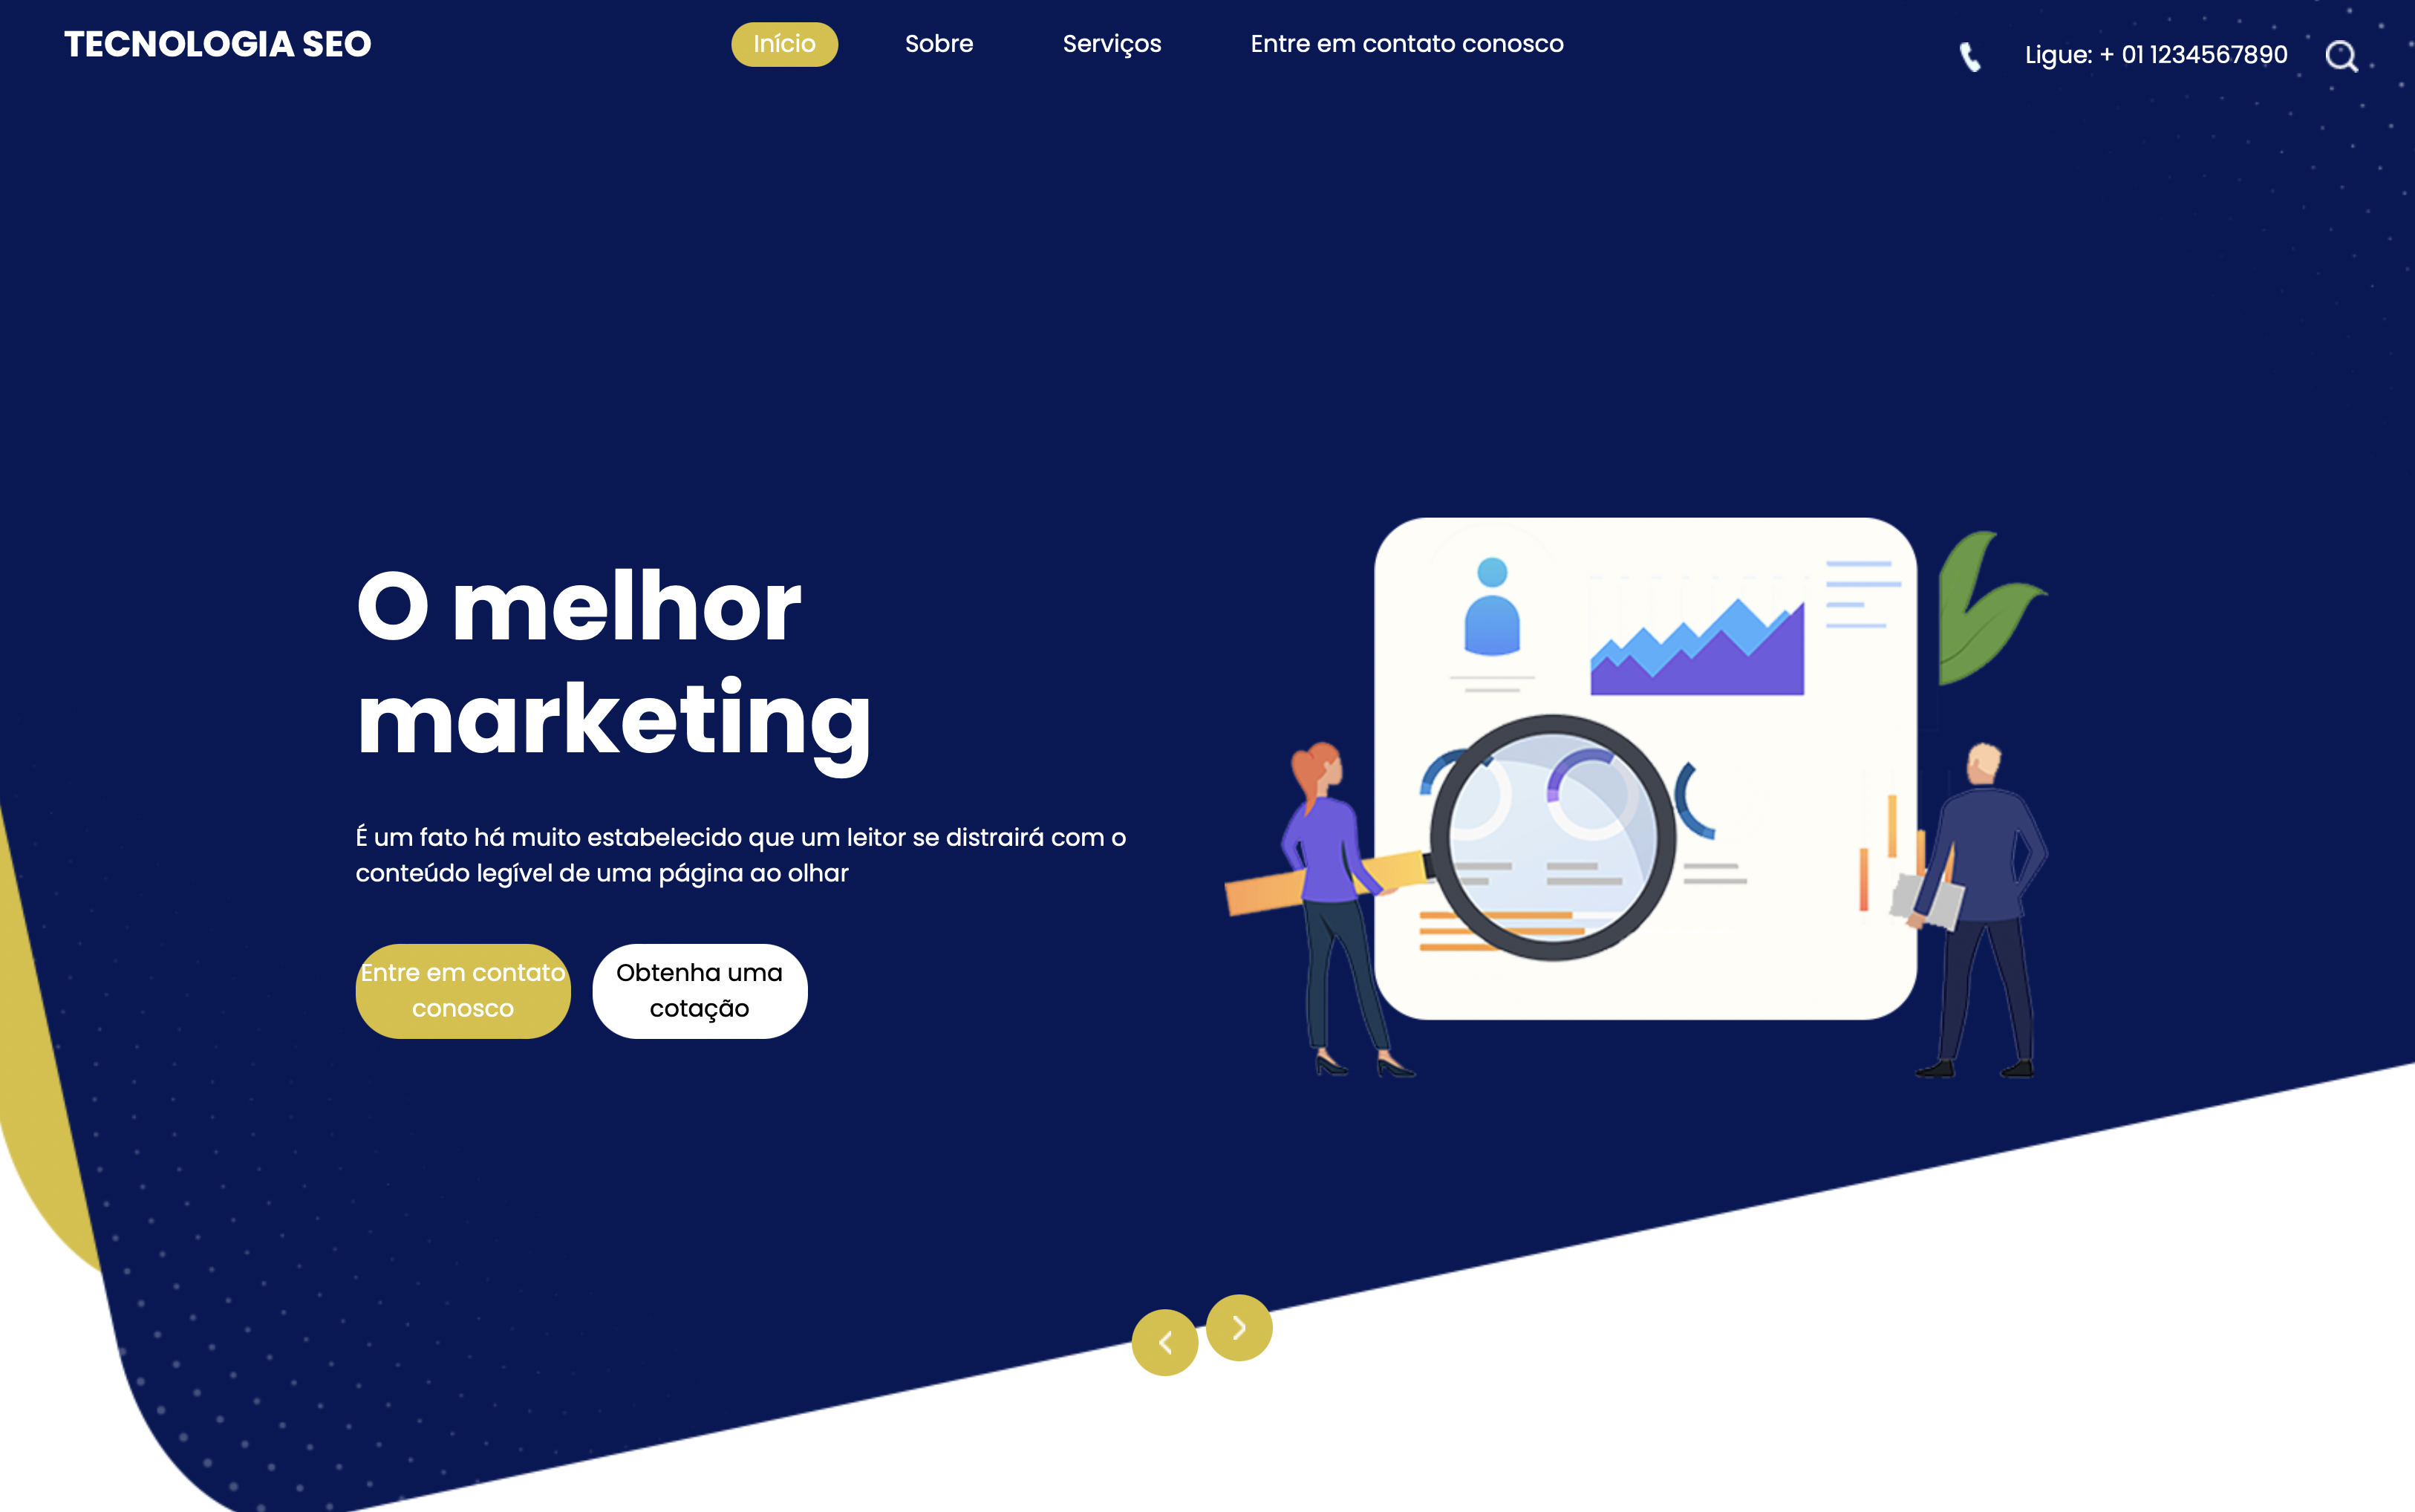 TECNOLOGIA SEO
Início
Sobre
Serviços
Entre em contato conosco
Ligue: + 01 1234567890
O melhor
marketing
É um fato há muito estabelecido que um leitor se distrairá com o
conteúdo legível de uma página ao olhar
Entre em contato
conosco
Obtenha uma
cotação